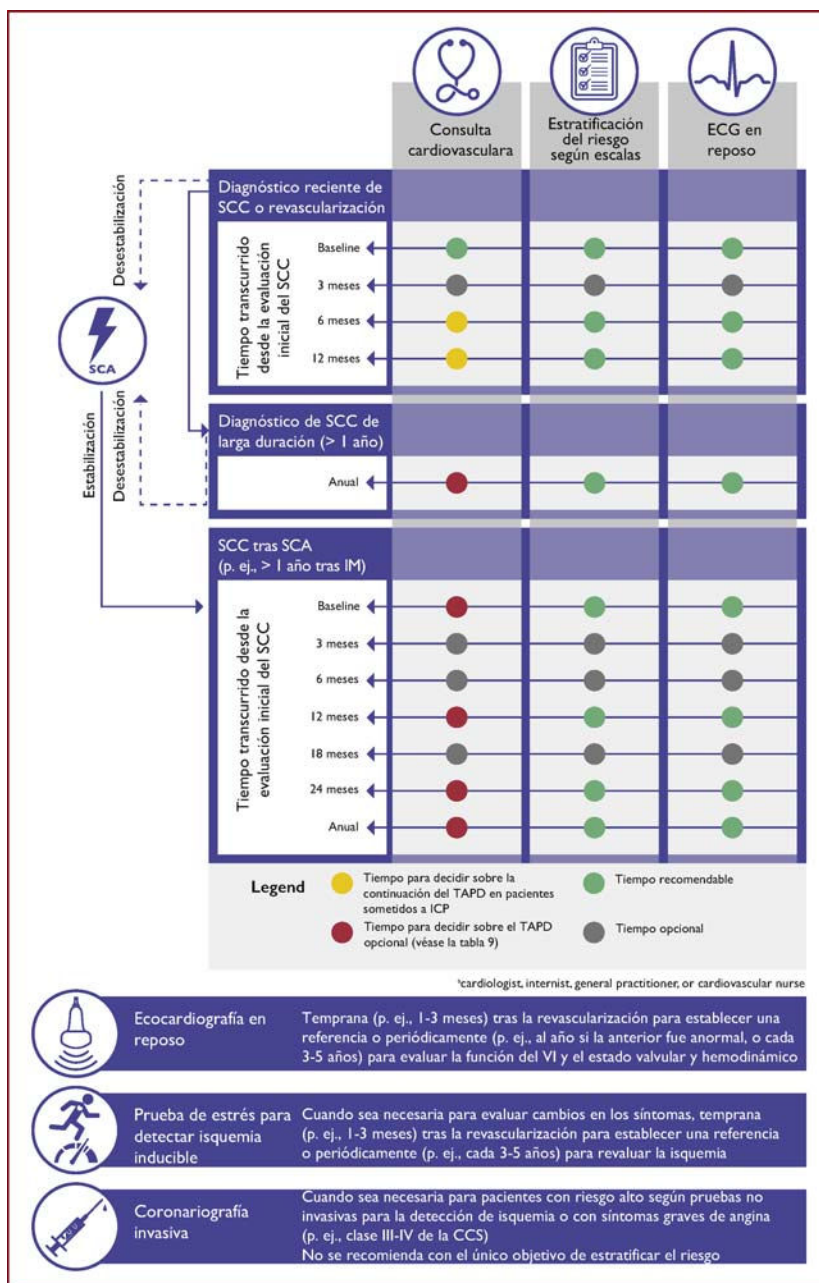 Consulta
cardiovasculara
Estratificación
del riesgo
según escalas
ECG en
reposo
Desestabilización
Diagnóstico reciente de
SCC o revascularización
Tiempo transcurrido
desde la evaluación
inicial del SCC
Baseline
3 meses
6 meses
12 meses
SCA
Estabilización
Desestabilización
Diagnóstico de SCC de
larga duración (> 1 año)
Anual
SCC tras SCA
(p. ej., > 1 año tras IM)
Tiempo transcurrido desde la
evaluación inicial del SCC
Baseline
3 meses
6 meses
12 meses
18 meses
24 meses
Anual
Legend
Tiempo para decidir sobre la
continuación del TAPD en pacientes
sometidos a ICP
Tiempo recomendable
Tiempo para decidir sobre el TAPD
opcional (véase la tabla 9)
Tiempo opcional
ªcardiologist, internist, general practitioner, or cardiovascular nurse
Ecocardiografía en
reposo
Temprana (p. ej., 1-3 meses) tras la revascularización para establecer una
referencia o periódicamente (p. ej., al año si la anterior fue anormal, o cada
3-5 años) para evaluar la función del VI y el estado valvular y hemodinámico
Prueba de estrés para
detectar isquemia
inducible
Cuando sea necesaria para evaluar cambios en los síntomas, temprana
(p. ej., 1-3 meses) tras la revascularización para establecer una referencia
o periódicamente (p. ej., cada 3-5 años) para revaluar la isquemia
Coronariografía
invasiva
Cuando sea necesaria para pacientes con riesgo alto según pruebas no
invasivas para la detección de isquemia o con síntomas graves de angina
(p. ej., clase III-IV de la CCS)
No se recomienda con el único objetivo de estratificar el riesgo